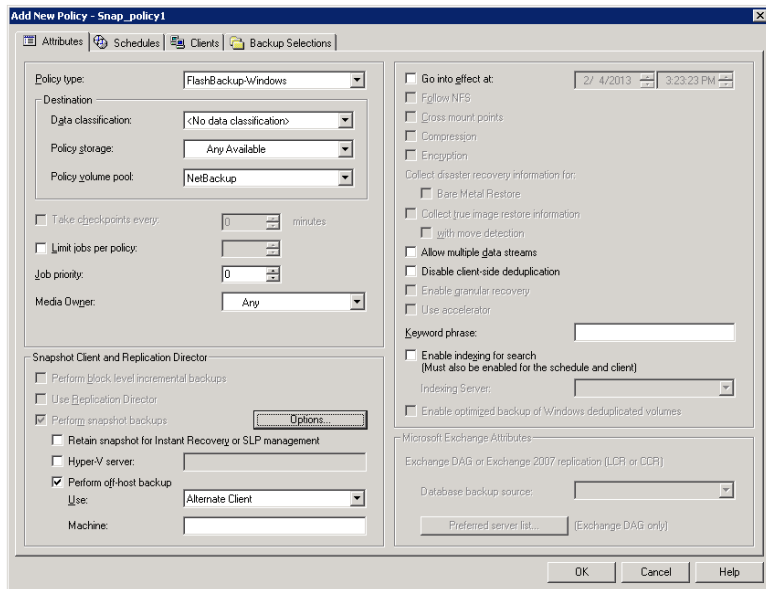 Add New Policy - Snap_policy1
Attributes
Schedules
Clients
Backup Selections
Policy type:
FlashBackup-Windows
Destination
Data classification:
<No data classification>
Policy storage:
Any Available
Policy volume pool:
NetBackup
Take checkpoints every:
0
minutes
Limit jobs per policy:
Job priority:
0
Media Owner:
Any
Snapshot Client and Replication Director
Perform block level incremental backups
Use Replication Director
Perform snapshot backups
Options...
Retain snapshot for Instant Recovery or SLP management
Hyper-V server:
Perform off-host backup
Use:
Alternate Client
Machine:
Go into effect at:
2/ 4/2013
3:23:23 PM
Follow NFS
Cross mount points
Compression
Encryption
Collect disaster recovery information for:
Bare Metal Restore
Collect true image restore information
with move detection
Allow multiple data streams
Disable client-side deduplication
Enable granular recovery
Use accelerator
Keyword phrase:
Enable indexing for search
(Must also be enabled for the schedule and client)
Indexing Server:
Enable optimized backup of Windows deduplicated volumes
Microsoft Exchange Attributes
Exchange DAG or Exchange 2007 replication (LCR or CCR)
Database backup source:
Preferred server list...
(Exchange DAG only)
OK
Cancel
Help